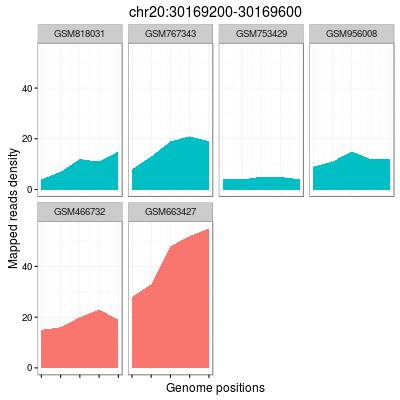 chr20:30169200-30169600
GSM818031 GSM767343 GSM753429 GSM956008
40
20
0
GSM466732 GSM663427
40
20
0
Mapped reads density
Genome positions